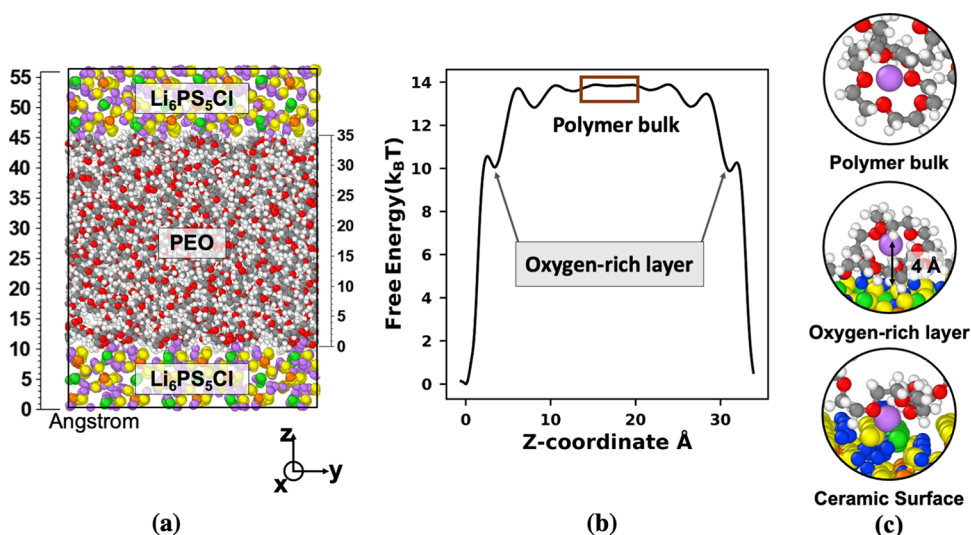 55
50
45
40
35
30
25
20
15
10
5
0
Angstrom
Li6PS5Cl
PEO
Li6PS5Cl
35
30
25
20
15
10
5
0
z
y
x
(a)
Free Energy(kBT)
14
12
10
8
6
4
2
0
Polymer bulk
Oxygen-rich layer
0 10 20 30
Z-coordinate Å
(b)
Polymer bulk
4 Å
Oxygen-rich layer
Ceramic Surface
(c)